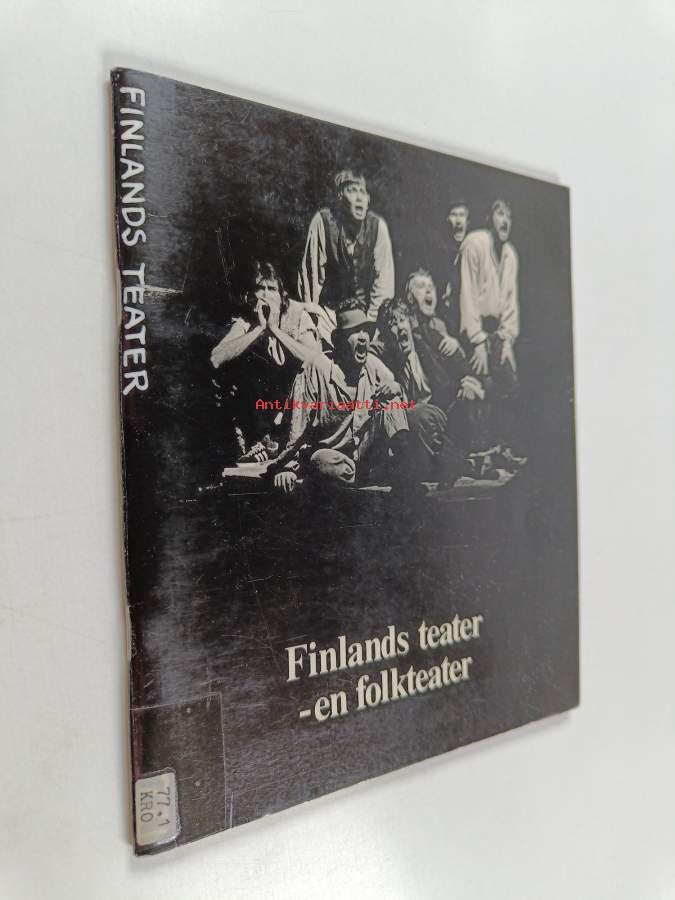 FINLANDS TEATER
Antikvariaatti.net
Finlands teater
-en folkteater
77.1
KRO